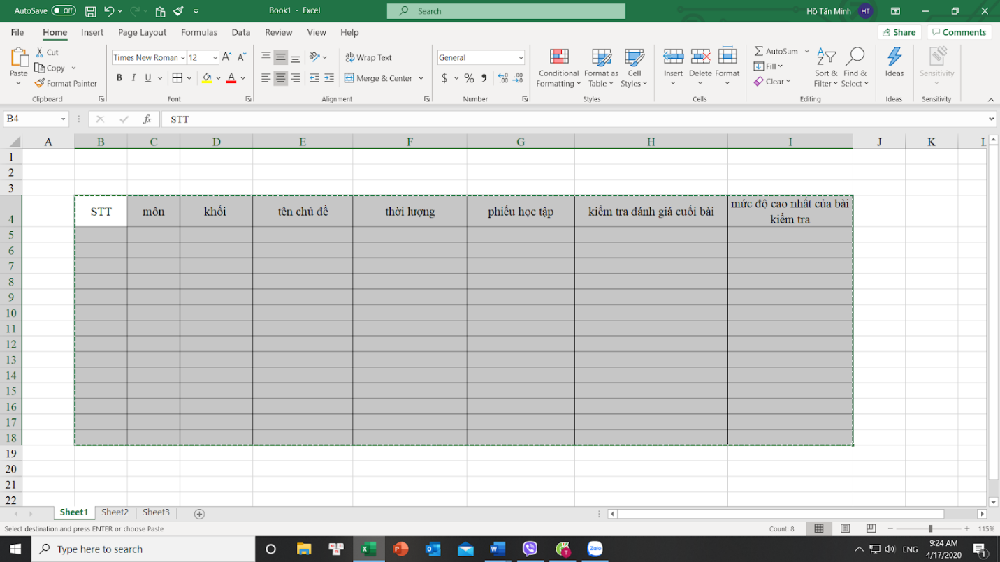 AutoSave Off Book1 - Excel Search Hồ Tấn Minh HT
File Home Insert Page Layout Formulas Data Review View Help Share Comments
Paste Cut Copy Format Painter
Clipboard
Times New Roman 12
B I U
Font
Wrap Text
Merge & Center
Alignment
General
$ % ,
Number
Conditional Formatting Format as Table Cell Styles
Styles
Insert Delete Format
Cells
AutoSum
Fill
Clear
Sort & Filter Find & Select
Editing
Ideas
Ideas
Sensitivity
Sensitivity
B4 fx STT
A B C D E F G H I J K L
1
2
3
4 STT môn khối tên chủ đề thời lượng phiếu học tập kiểm tra đánh giá cuối bài mức độ cao nhất của bài
kiểm tra
5
6
7
8
9
10
11
12
13
14
15
16
17
18
19
20
21
22
Sheet1 Sheet2 Sheet3
Select destination and press ENTER or choose Paste Count: 8 115%
Type here to search ENG 9:24 AM
4/17/2020